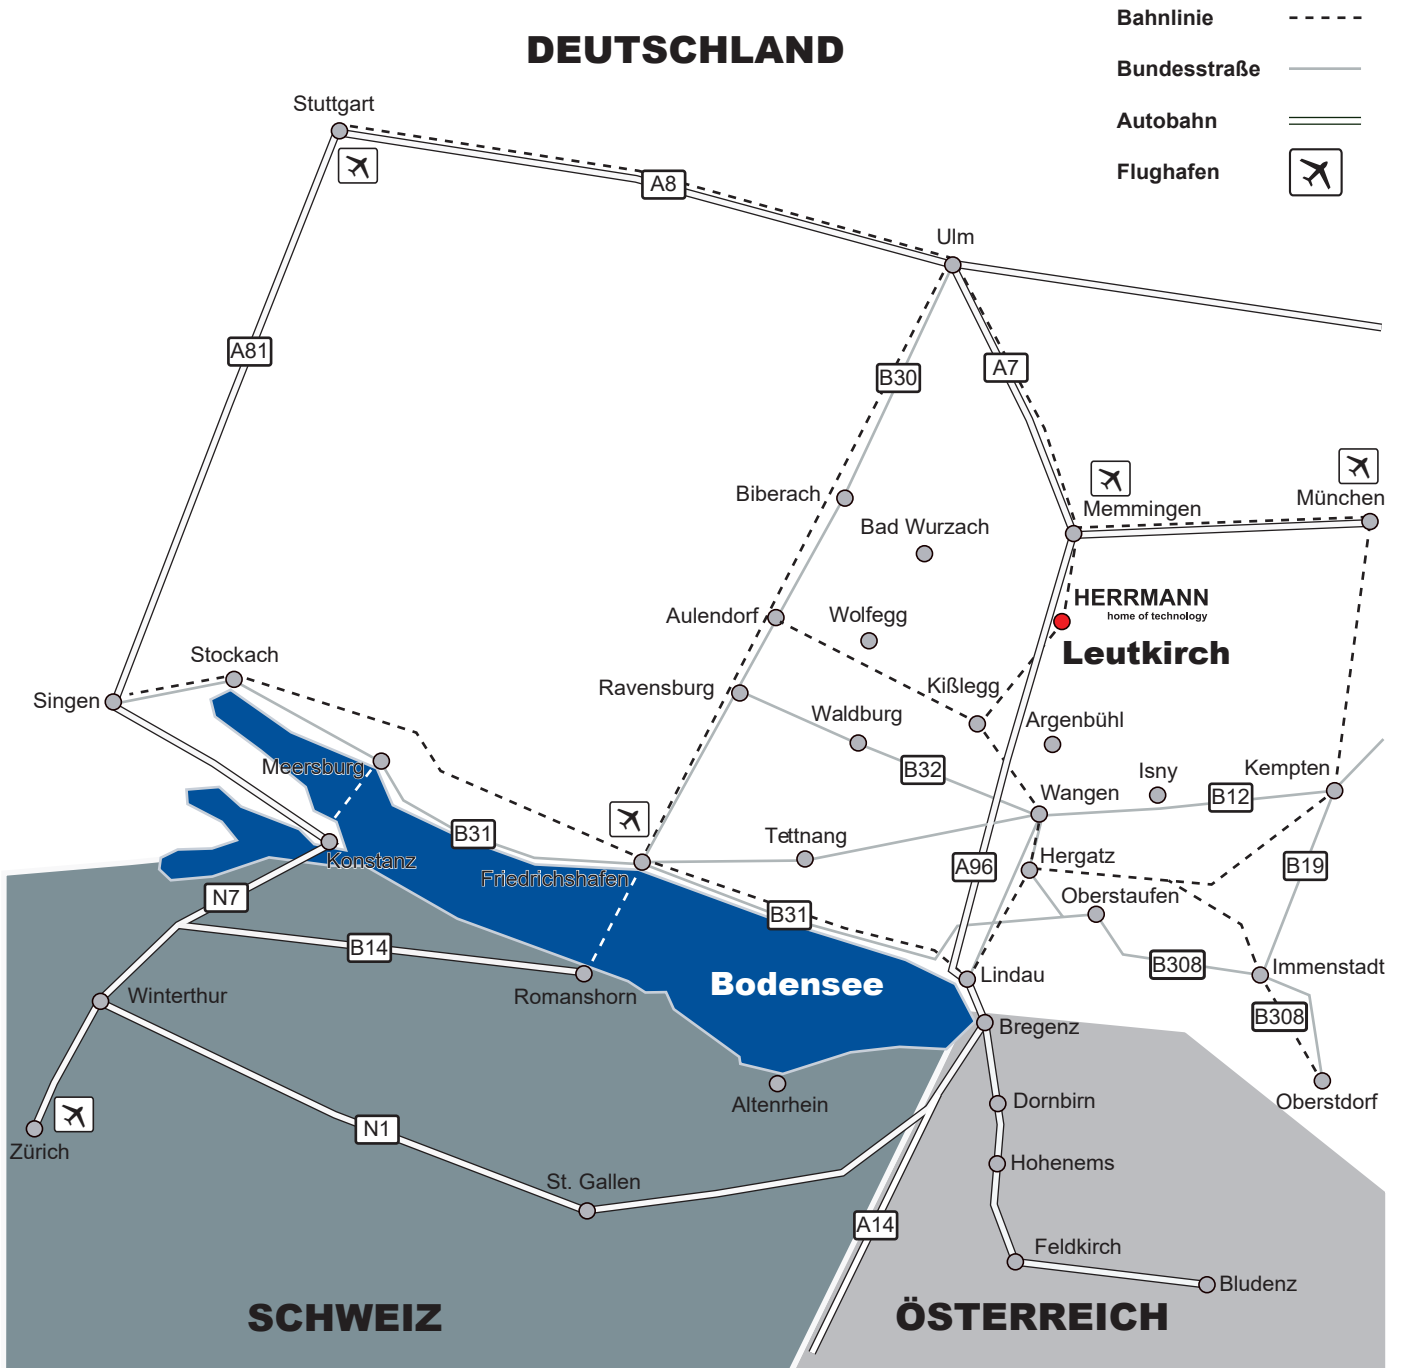 Bahnlinie
DEUTSCHLAND
Bundesstraße
Stuttgart
Autobahn
Flughafen
A8
Ulm
A81
A7
B30
Biberach
Memmingen
München
Bad Wurzach
HERRMANN
home of technology
Aulendorf
Wolfegg
Leutkirch
Stockach
Singen
Ravensburg
Kißlegg
Waldburg
Argenbühl
Meersburg
B32
Isny
Kempten
Wangen
B12
B31
Tettnang
Konstanz
Hergatz
A96
B19
Friedrichshafen
N7
Oberstaufen
B31
B14
B308
Immenstadt
Lindau
Bodensee
Winterthur
Romanshorn
B308
Bregenz
Altenrhein
Dornbirn
Oberstdorf
N1
Zürich
Hohenems
St. Gallen
A14
Feldkirch
Bludenz
SCHWEIZ
ÖSTERREICH